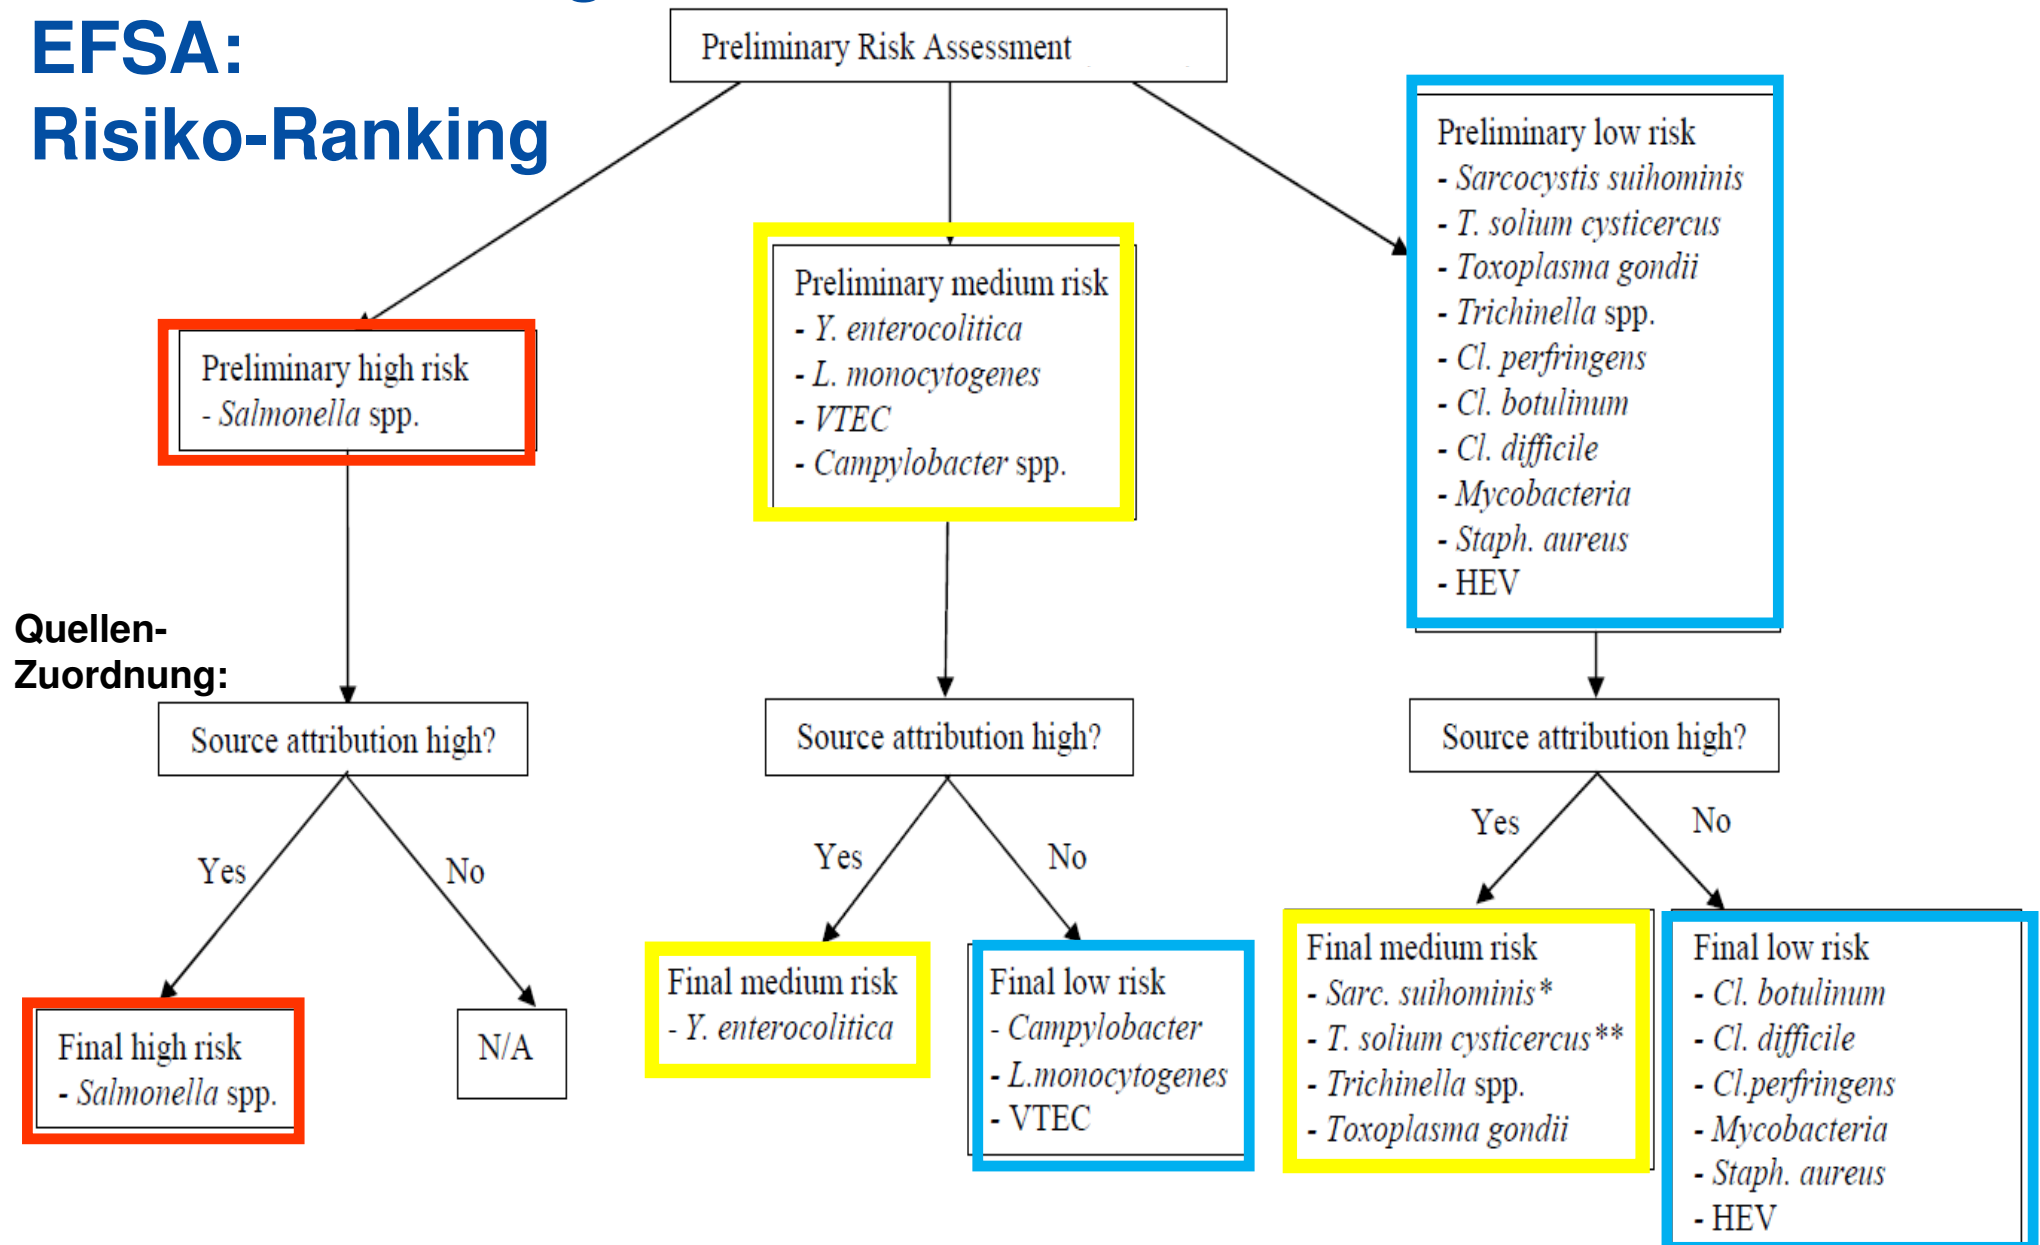 EFSA:
Risiko-Ranking
Preliminary Risk Assessment
Preliminary high risk
- Salmonella spp.
Preliminary medium risk
- Y. enterocolitica
- L. monocytogenes
- VTEC
- Campylobacter spp.
Preliminary low risk
- Sarcocystis suihominis
- T. solium cysticercus
- Toxoplasma gondii
- Trichinella spp.
- Cl. perfringens
- Cl. botulinum
- Cl. difficile
- Mycobacteria
- Staph. aureus
- HEV
Quellen-
Zuordnung:
Source attribution high?
Source attribution high?
Source attribution high?
Yes
No
Yes
No
Yes
No
Final high risk
- Salmonella spp.
N/A
Final medium risk
- Y. enterocolitica
Final low risk
- Campylobacter
- L.monocytogenes
- VTEC
Final medium risk
- Sarc. suihominis*
- T. solium cysticercus**
- Trichinella spp.
- Toxoplasma gondii
Final low risk
- Cl. botulinum
- Cl. difficile
- Cl.perfringens
- Mycobacteria
- Staph. aureus
- HEV